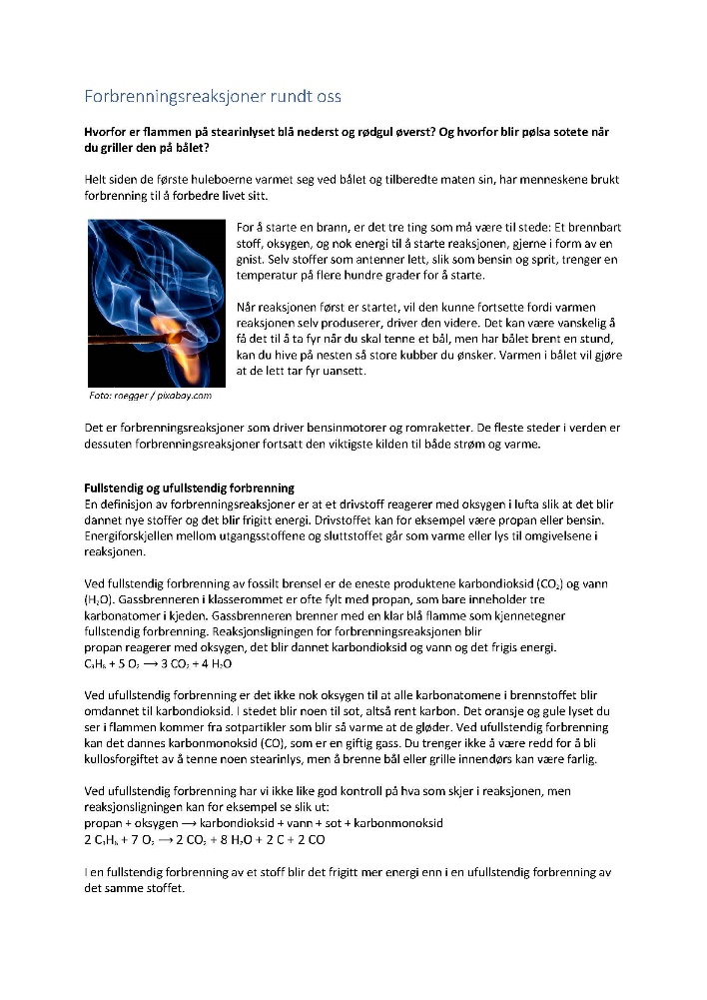 Forbrenningsreaksjoner rundt oss
Hvorfor er flammen på stearinlyset blå nederst og rødgul øverst? Og hvorfor blir pølsa sotete når
du griller den på bålet?
Helt siden de første huleboerne varmet seg ved bålet og tilberedte maten sin, har menneskene brukt
forbrenning til å forbedre livet sitt.
For å starte en brann, er det tre ting som må være til stede: Et brennbart
stoff, oksygen, og nok energi til å starte reaksjonen, gjerne i form av en
gnist. Selv stoffer som antenner lett, slik som bensin og sprit, trenger en
temperatur på flere hundre grader for å starte.
Når reaksjonen først er startet, vil den kunne fortsette fordi varmen
reaksjonen selv produserer, driver den videre. Det kan være vanskelig å
få det til å ta fyr når du skal tenne et bål, men har bålet brent en stund,
kan du hive på nesten så store kubber du ønsker. Varmen i bålet vil gjøre
at de lett tar fyr uansett.
Foto: roegger / pixabay.com
Det er forbrenningsreaksjoner som driver bensinmotorer og romraketter. De fleste steder i verden er
dessuten forbrenningsreaksjoner fortsatt den viktigste kilden til både strøm og varme.
Fullstendig og ufullstendig forbrenning
En definisjon av forbrenningsreaksjoner er at et drivstoff reagerer med oksygen i lufta slik at det blir
dannet nye stoffer og det blir frigitt energi. Drivstoffet kan for eksempel være propan eller bensin.
Energiforskjellen mellom utgangsstoffene og sluttstoffet går som varme eller lys til omgivelsene i
reaksjonen.
Ved fullstendig forbrenning av fossilt brensel er de eneste produktene karbondioksid (CO₂) og vann
(H₂O). Gassbrenneren i klasserommet er ofte fylt med propan, som bare inneholder tre
karbonatomer i kjeden. Gassbrenneren brenner med en klar blå flamme som kjennetegner
fullstendig forbrenning. Reaksjonsligningen for forbrenningsreaksjonen blir
propan reagerer med oksygen, det blir dannet karbondioksid og vann og det frigis energi.
C₃H₈ + 5 O₂ ⟶ 3 CO₂ + 4 H₂O
Ved ufullstendig forbrenning er det ikke nok oksygen til at alle karbonatomene i brennstoffet blir
omdannet til karbondioksid. I stedet blir noen til sot, altså rent karbon. Det oransje og gule lyset du
ser i flammen kommer fra sotpartikler som blir så varme at de gløder. Ved ufullstendig forbrenning
kan det dannes karbonmonoksid (CO), som er en giftig gass. Du trenger ikke å være redd for å bli
kullosforgiftet av å tenne noen stearinlys, men å brenne bål eller grille innendørs kan være farlig.
Ved ufullstendig forbrenning har vi ikke like god kontroll på hva som skjer i reaksjonen, men
reaksjonsligningen kan for eksempel se slik ut:
propan + oksygen ⟶ karbondioksid + vann + sot + karbonmonoksid
2 C₃H₈ + 7 O₂ ⟶ 2 CO₂ + 8 H₂O + 2 C + 2 CO
I en fullstendig forbrenning av et stoff blir det frigitt mer energi enn i en ufullstendig forbrenning av
det samme stoffet.